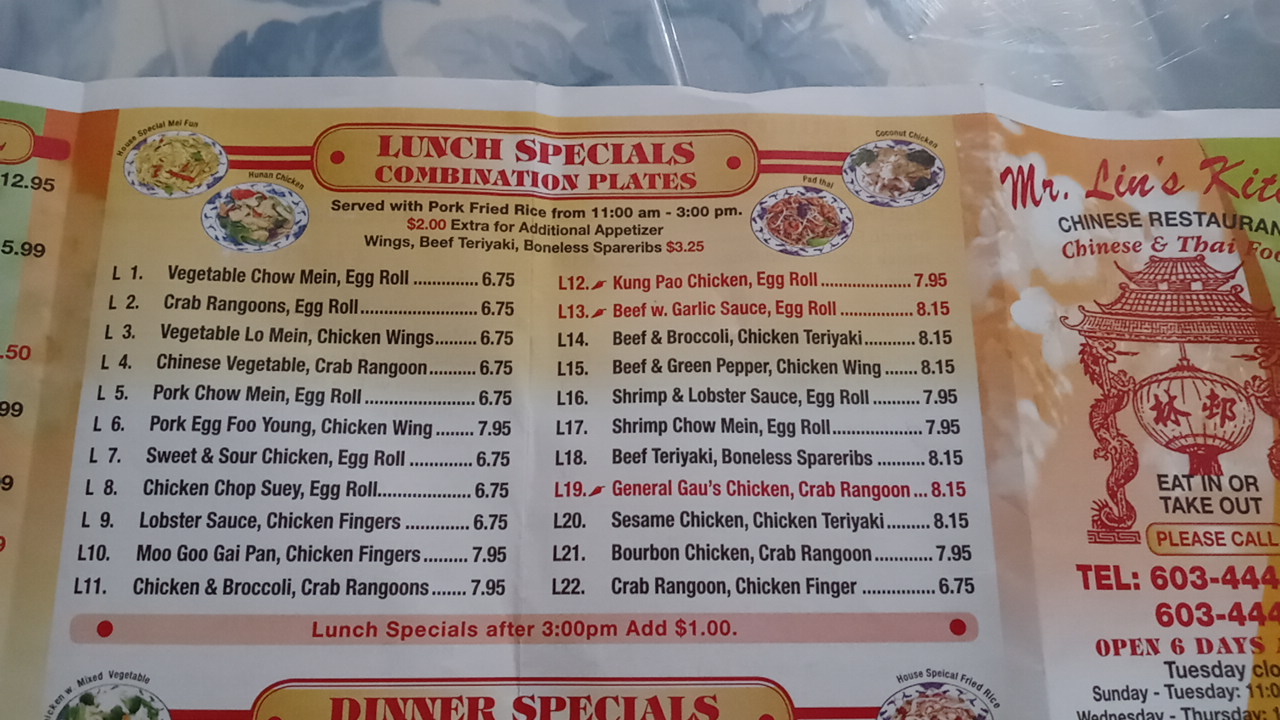 12.95
5.99
.50
99
9
House Special Mei Fun
Hunan Chicken
LUNCH SPECIALS
COMBINATION PLATES
Pad thai
Coconut Chicken
Served with Pork Fried Rice from 11:00 am - 3:00 pm.
$2.00 Extra for Additional Appetizer
Wings, Beef Teriyaki, Boneless Spareribs $3.25
L 1. Vegetable Chow Mein, Egg Roll .............. 6.75
L 2. Crab Rangoons, Egg Roll......................... 6.75
L 3. Vegetable Lo Mein, Chicken Wings......... 6.75
L 4. Chinese Vegetable, Crab Rangoon.......... 6.75
L 5. Pork Chow Mein, Egg Roll ........................ 6.75
L 6. Pork Egg Foo Young, Chicken Wing ........ 7.95
L 7. Sweet & Sour Chicken, Egg Roll ............. 6.75
L 8. Chicken Chop Suey, Egg Roll................... 6.75
L 9. Lobster Sauce, Chicken Fingers ............. 6.75
L10. Moo Goo Gai Pan, Chicken Fingers ......... 7.95
L11. Chicken & Broccoli, Crab Rangoons....... 7.95
L12. Kung Pao Chicken, Egg Roll .................... 7.95
L13. Beef w. Garlic Sauce, Egg Roll ................ 8.15
L14. Beef & Broccoli, Chicken Teriyaki........... 8.15
L15. Beef & Green Pepper, Chicken Wing ....... 8.15
L16. Shrimp & Lobster Sauce, Egg Roll .......... 7.95
L17. Shrimp Chow Mein, Egg Roll................... 7.95
L18. Beef Teriyaki, Boneless Spareribs .......... 8.15
L19. General Gau's Chicken, Crab Rangoon ... 8.15
L20. Sesame Chicken, Chicken Teriyaki......... 8.15
L21. Bourbon Chicken, Crab Rangoon............ 7.95
L22. Crab Rangoon, Chicken Finger ............... 6.75
Lunch Specials after 3:00pm Add $1.00.
w Mixed Vegetable
DINNER SPECIALS
House Speical Fried Rice
Mr. Lin's Kit
CHINESE RESTAURAN
Chinese & Thai Foo
林 邨
EAT IN OR
TAKE OUT
PLEASE CALL
TEL: 603-444
603-444
OPEN 6 DAYS
Tuesday clo
Sunday - Tuesday: 11:0
Wednesday - Thursday: 1